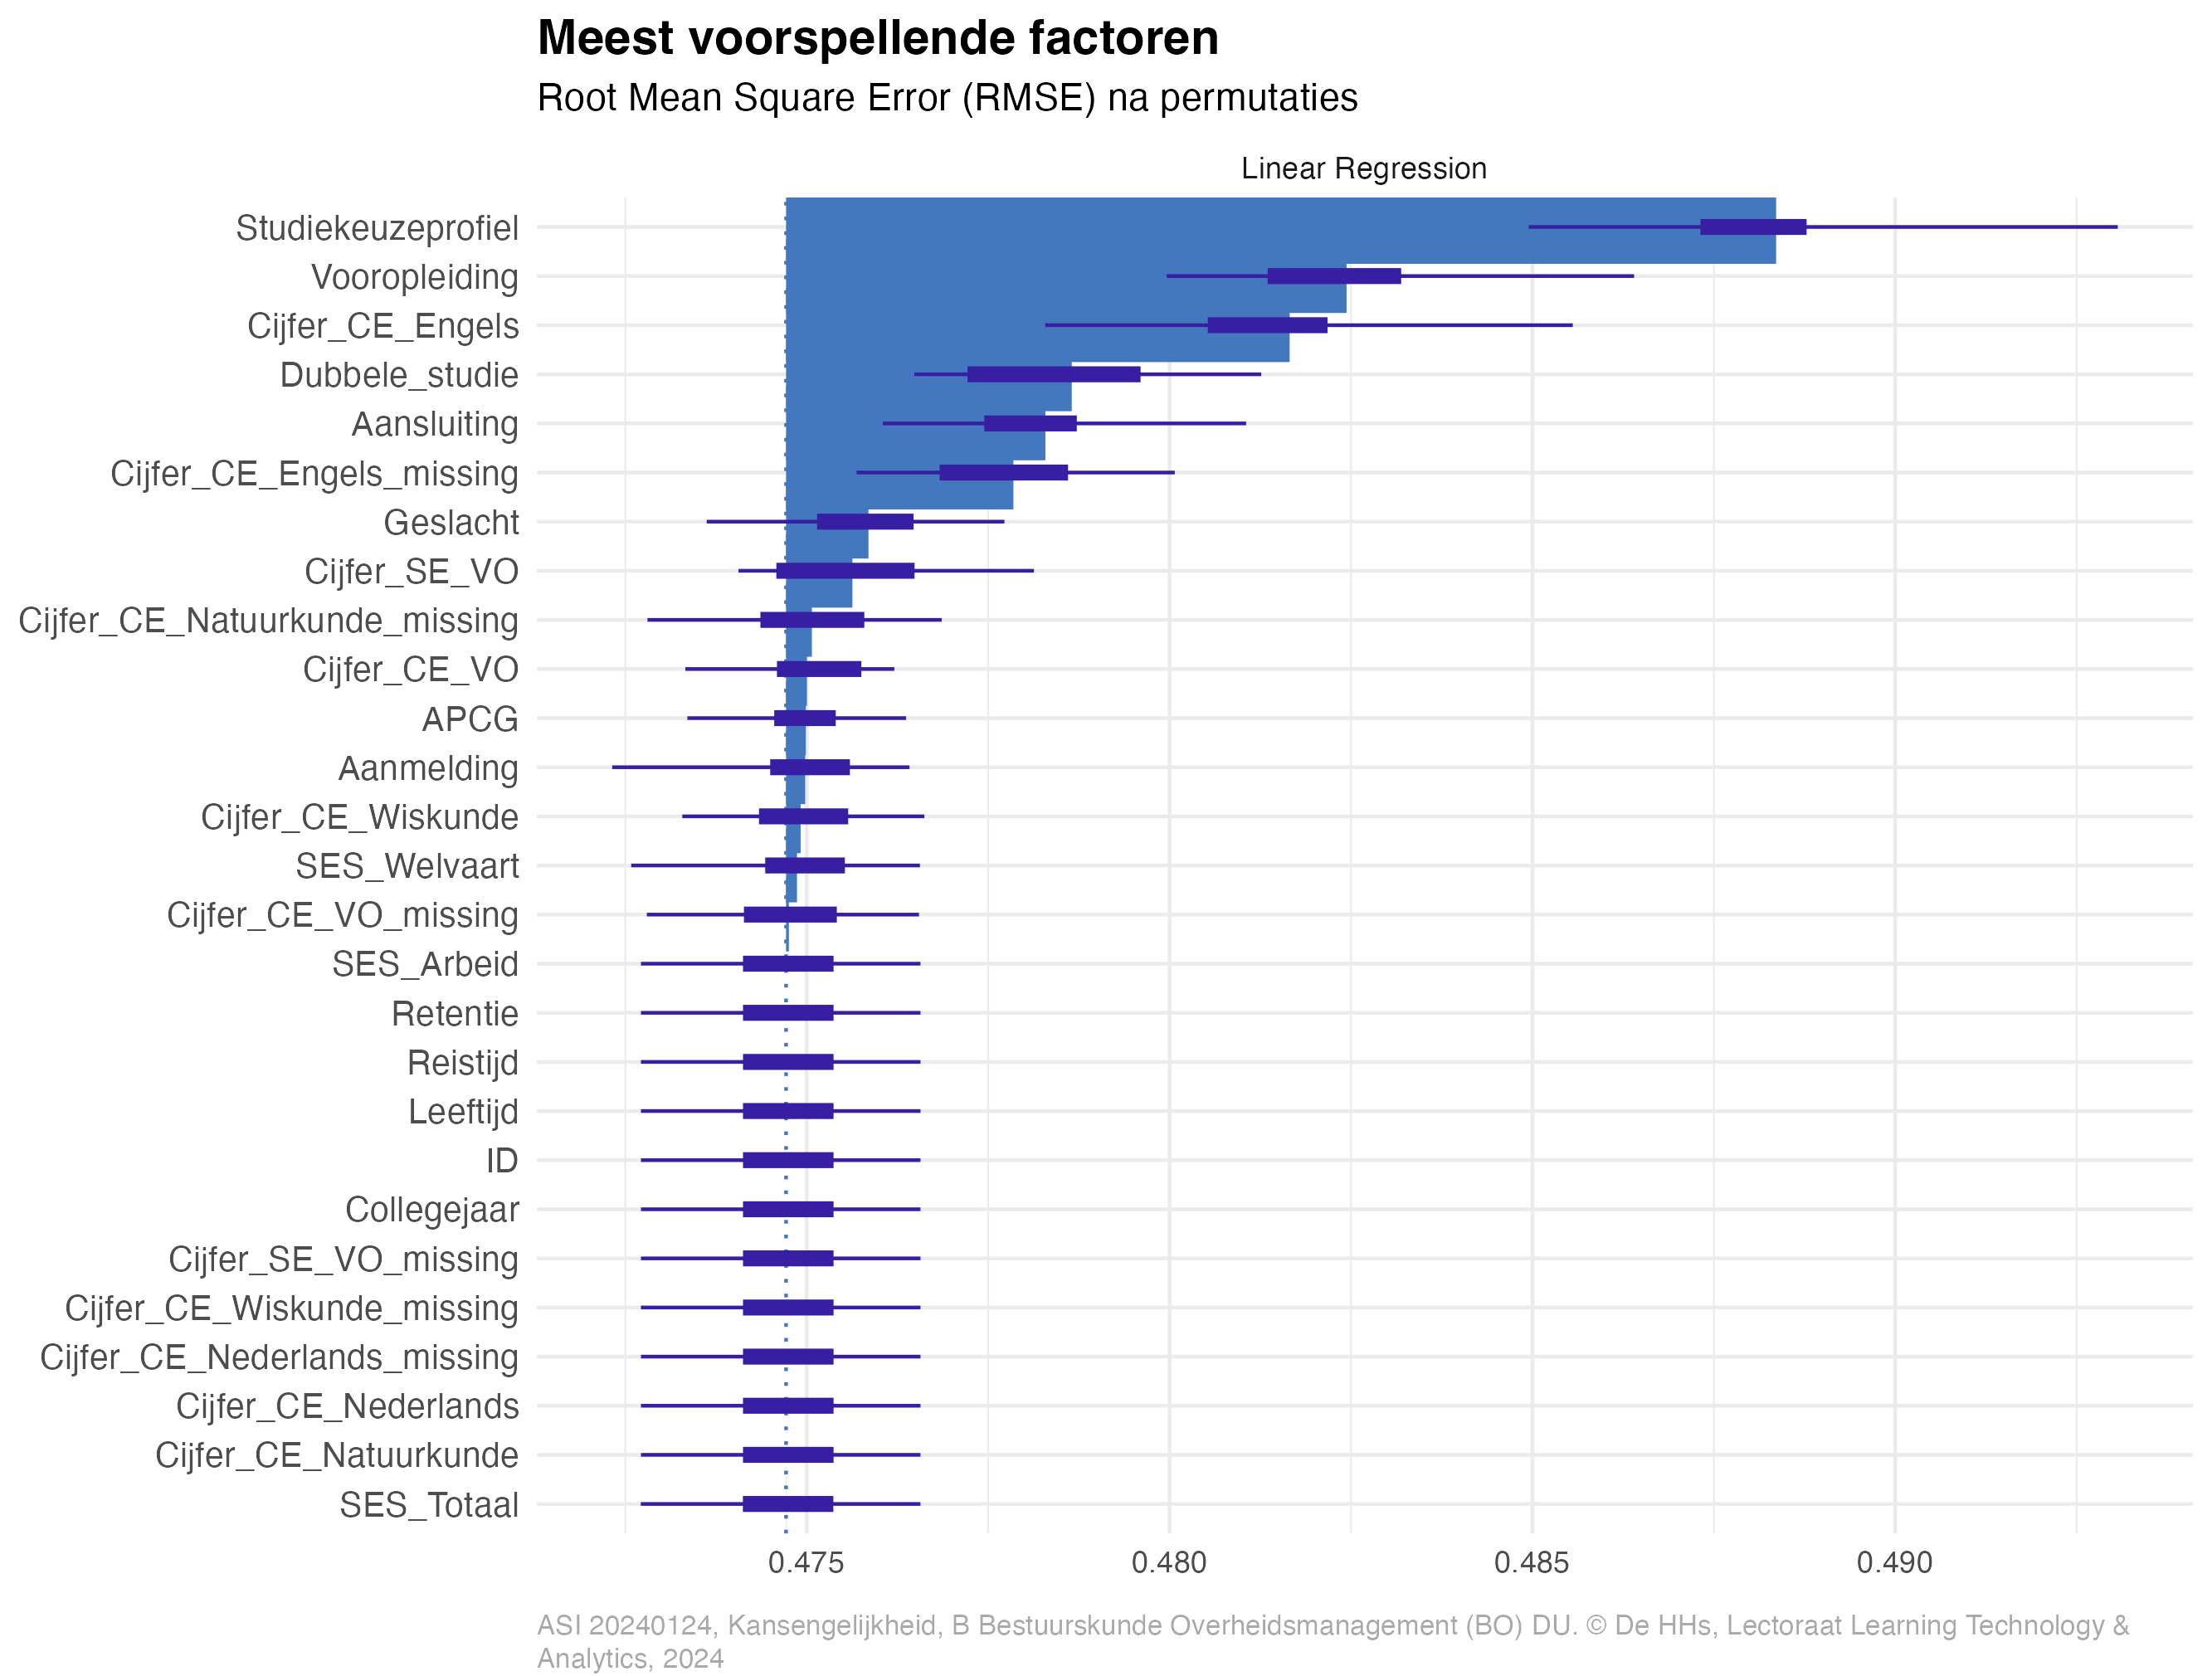 Meest voorspellende factoren
Root Mean Square Error (RMSE) na permutaties
Linear Regression
Studiekeuzeprofiel
Vooropleiding
Cijfer_CE_Engels
Dubbele_studie
Aansluiting
Cijfer_CE_Engels_missing
Geslacht
Cijfer_SE_VO
Cijfer_CE_Natuurkunde_missing
Cijfer_CE_VO
APCG
Aanmelding
Cijfer_CE_Wiskunde
SES_Welvaart
Cijfer_CE_VO_missing
SES_Arbeid
Retentie
Reistijd
Leeftijd
ID
Collegejaar
Cijfer_SE_VO_missing
Cijfer_CE_Wiskunde_missing
Cijfer_CE_Nederlands_missing
Cijfer_CE_Nederlands
Cijfer_CE_Natuurkunde
SES_Totaal
0.475 0.480 0.485 0.490
ASI 20240124, Kansengelijkheid, B Bestuurskunde Overheidsmanagement (BO) DU. © De HHs, Lectoraat Learning Technology &
Analytics, 2024